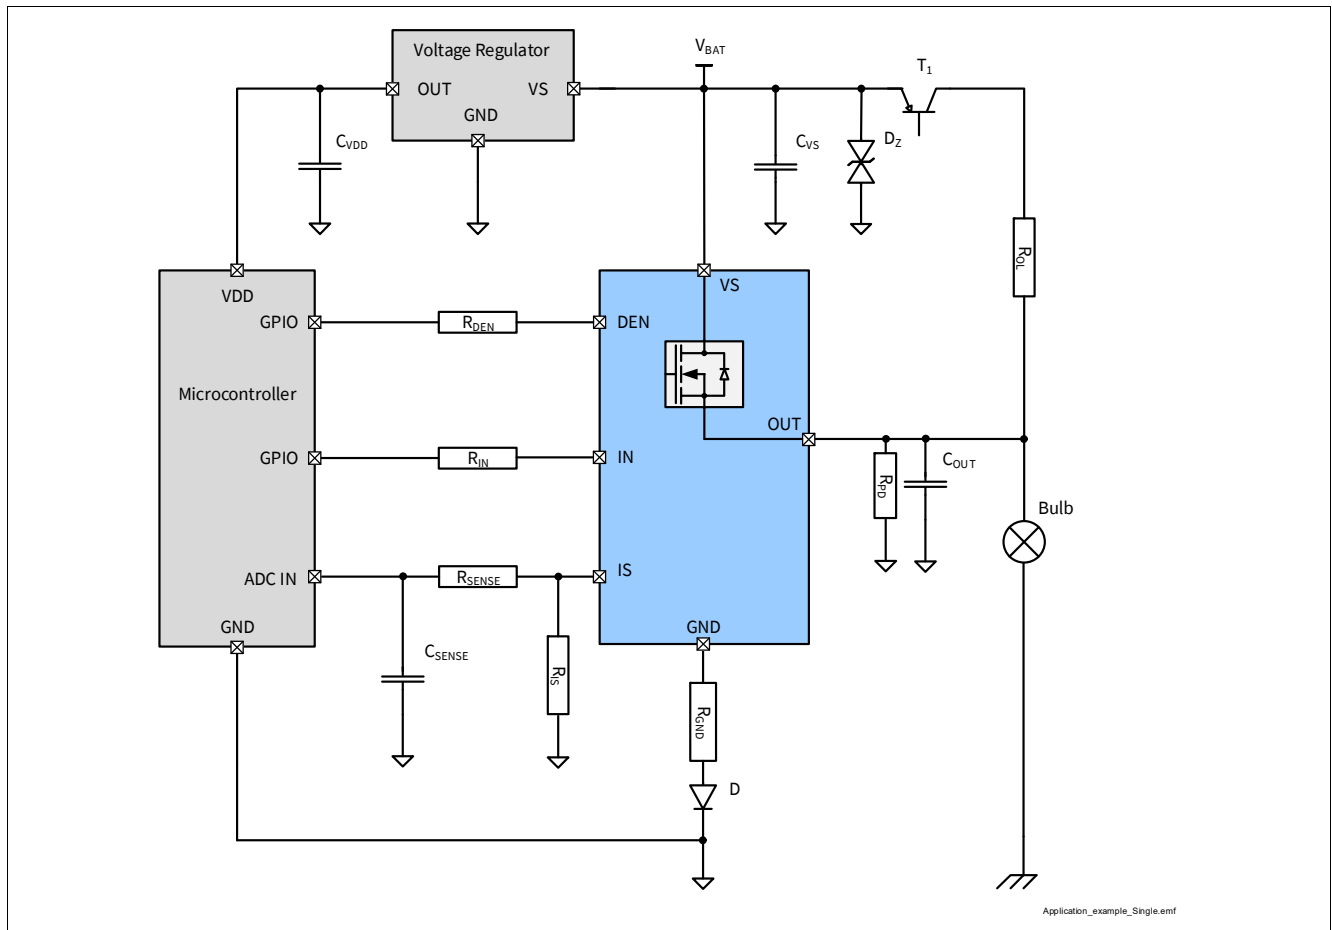 Voltage Regulator
OUT
VS
GND
VBAT
T1
CVDD
CVS
DZ
ROL
VDD
VS
GPIO
RDEN
DEN
Microcontroller
OUT
GPIO
RIN
IN
RPD
COUT
Bulb
ADC IN
RSENSE
IS
GND
GND
CSENSE
RIS
RGND
D
Application_example_Single.emf